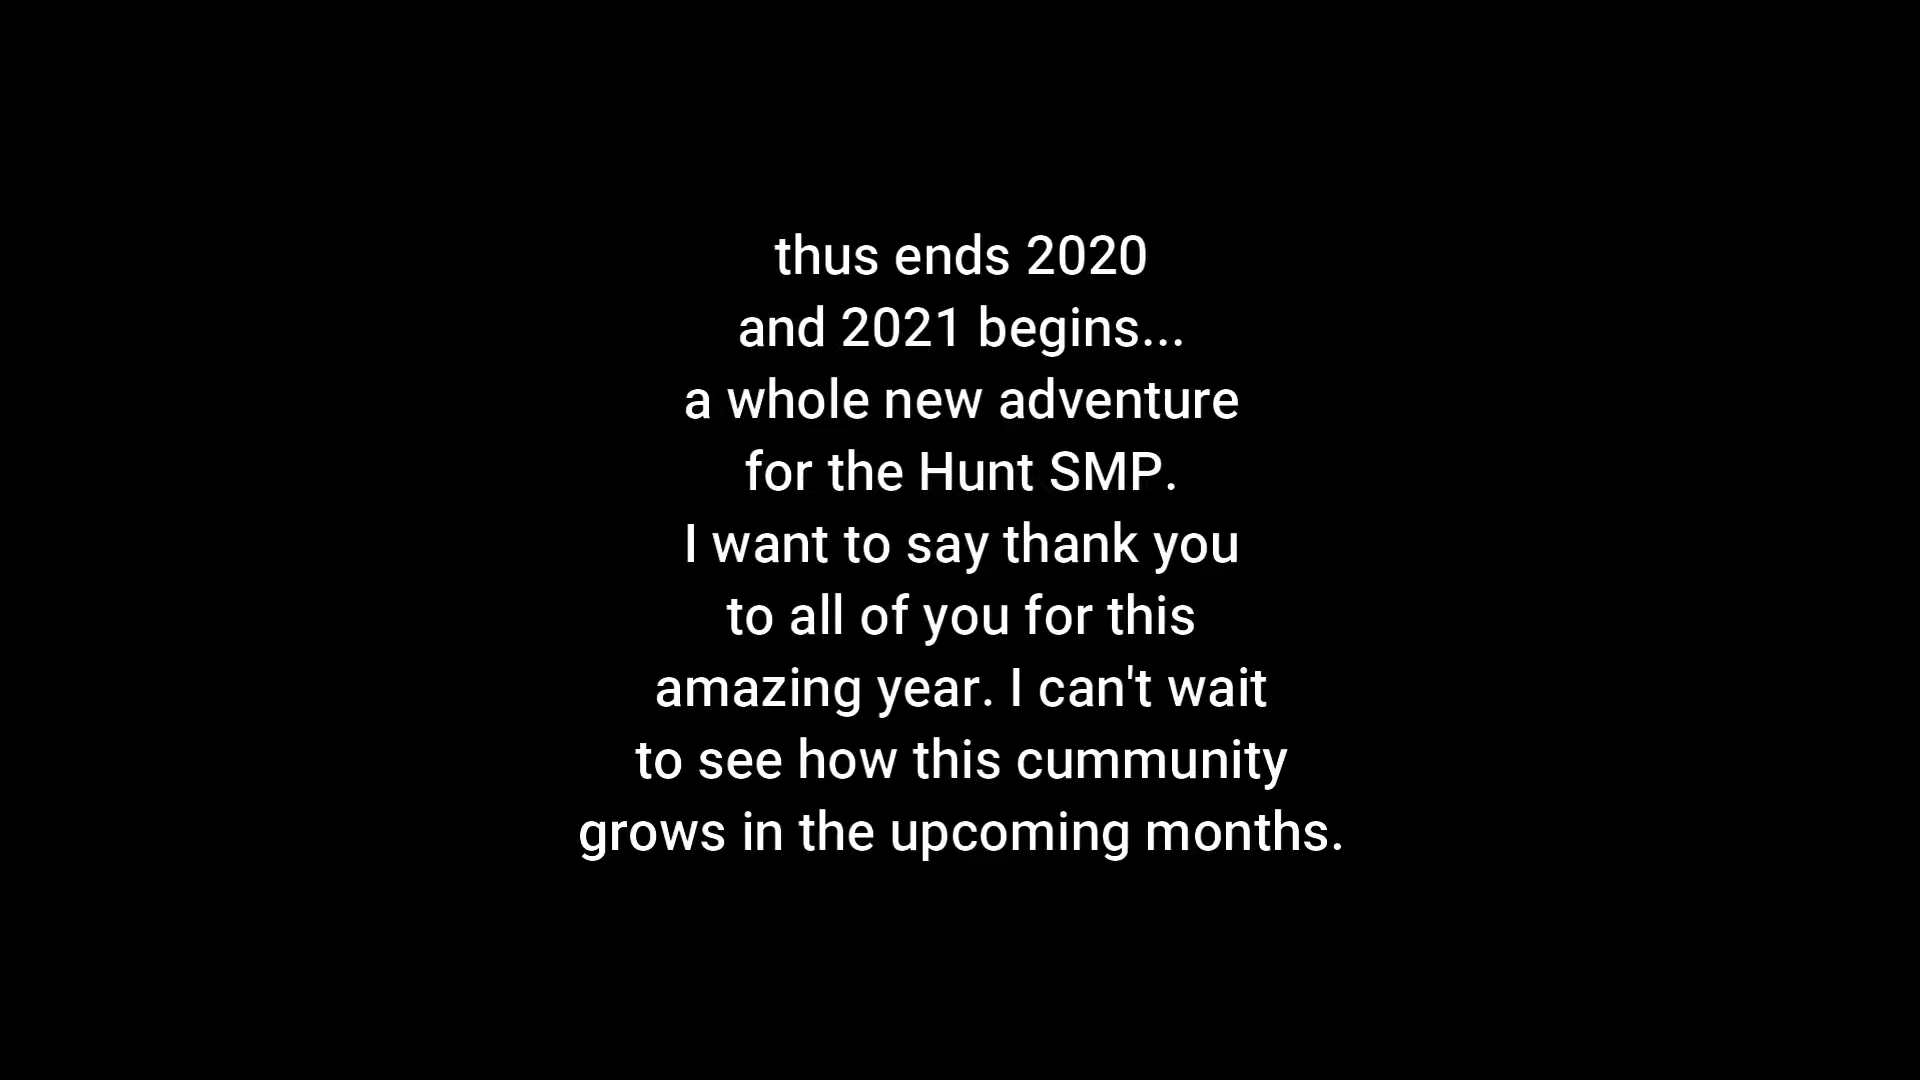 thus ends 2020
and 2021 begins...
a whole new adventure
for the Hunt SMP.
I want to say thank you
to all of you for this
amazing year. I can't wait
to see how this cummunity
grows in the upcoming months.